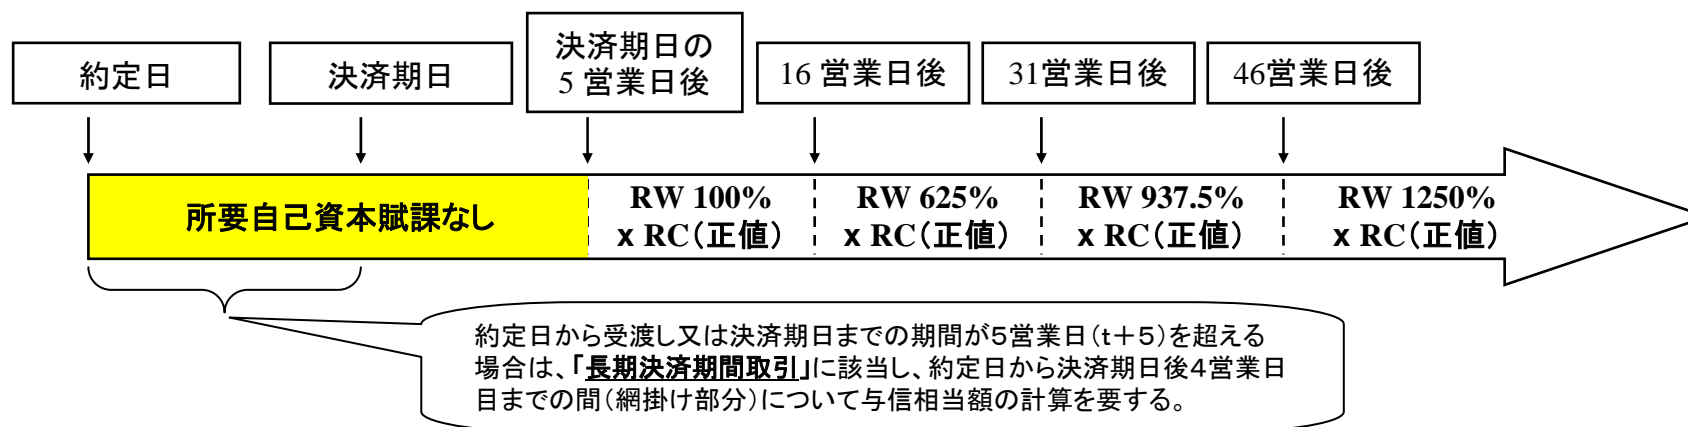 約定日
決済期日
決済期日の
5 営業日後
16 営業日後
31営業日後
46営業日後
所要自己資本賦課なし
RW 100%
x RC(正値)
RW 625%
x RC(正値)
RW 937.5%
x RC(正値)
RW 1250%
x RC(正値)
約定日から受渡し又は決済期日までの期間が5営業日(t+5)を超える
場合は、「長期決済期間取引」に該当し、約定日から決済期日後4営業日
目までの間(網掛け部分)について与信相当額の計算を要する。